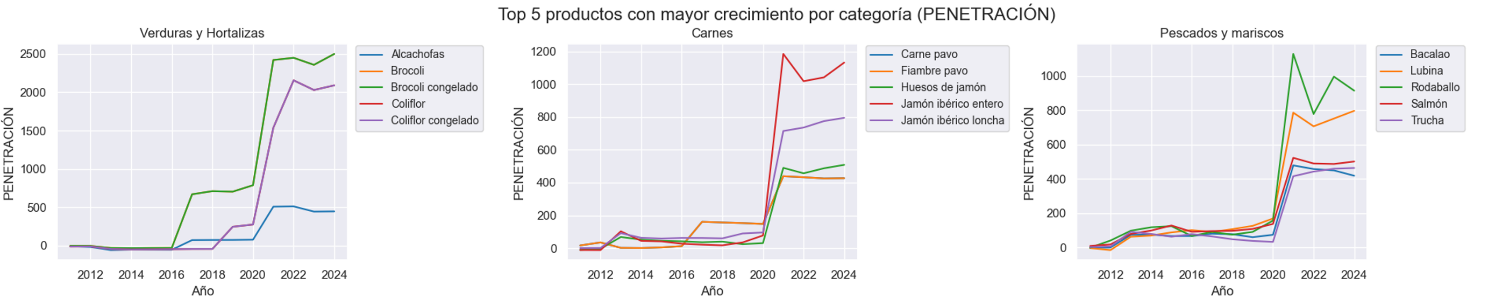 Top 5 productos con mayor crecimiento por categoría (PENETRACIÓN)
Verduras y Hortalizas
PENETRACIÓN
2500
2000
1500
1000
500
0
2012 2014 2016 2018 2020 2022 2024
Año
Alcachofas
Brocoli
Brocoli congelado
Coliflor
Coliflor congelado
Carnes
PENETRACIÓN
1200
1000
800
600
400
200
0
2012 2014 2016 2018 2020 2022 2024
Año
Carne pavo
Fiambre pavo
Huesos de jamón
Jamón ibérico entero
Jamón ibérico loncha
Pescados y mariscos
PENETRACIÓN
1000
800
600
400
200
0
2012 2014 2016 2018 2020 2022 2024
Año
Bacalao
Lubina
Rodaballo
Salmón
Trucha